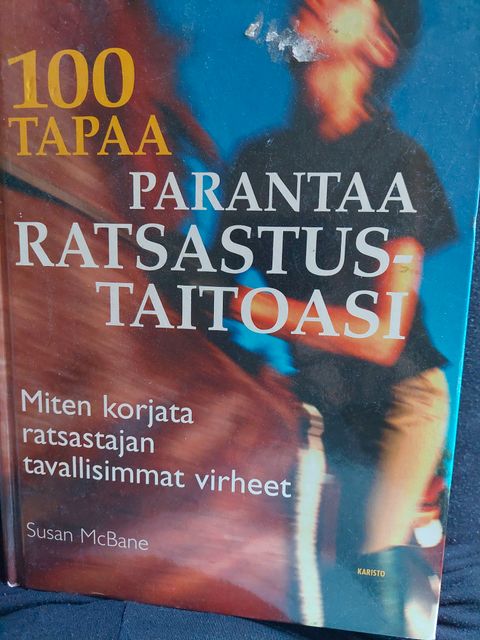 100
TAPAA
PARANTAA
RATSASTUS-
TAITOASI
Miten korjata
ratsastajan
tavallisimmat virheet
Susan McBane
KARISTO